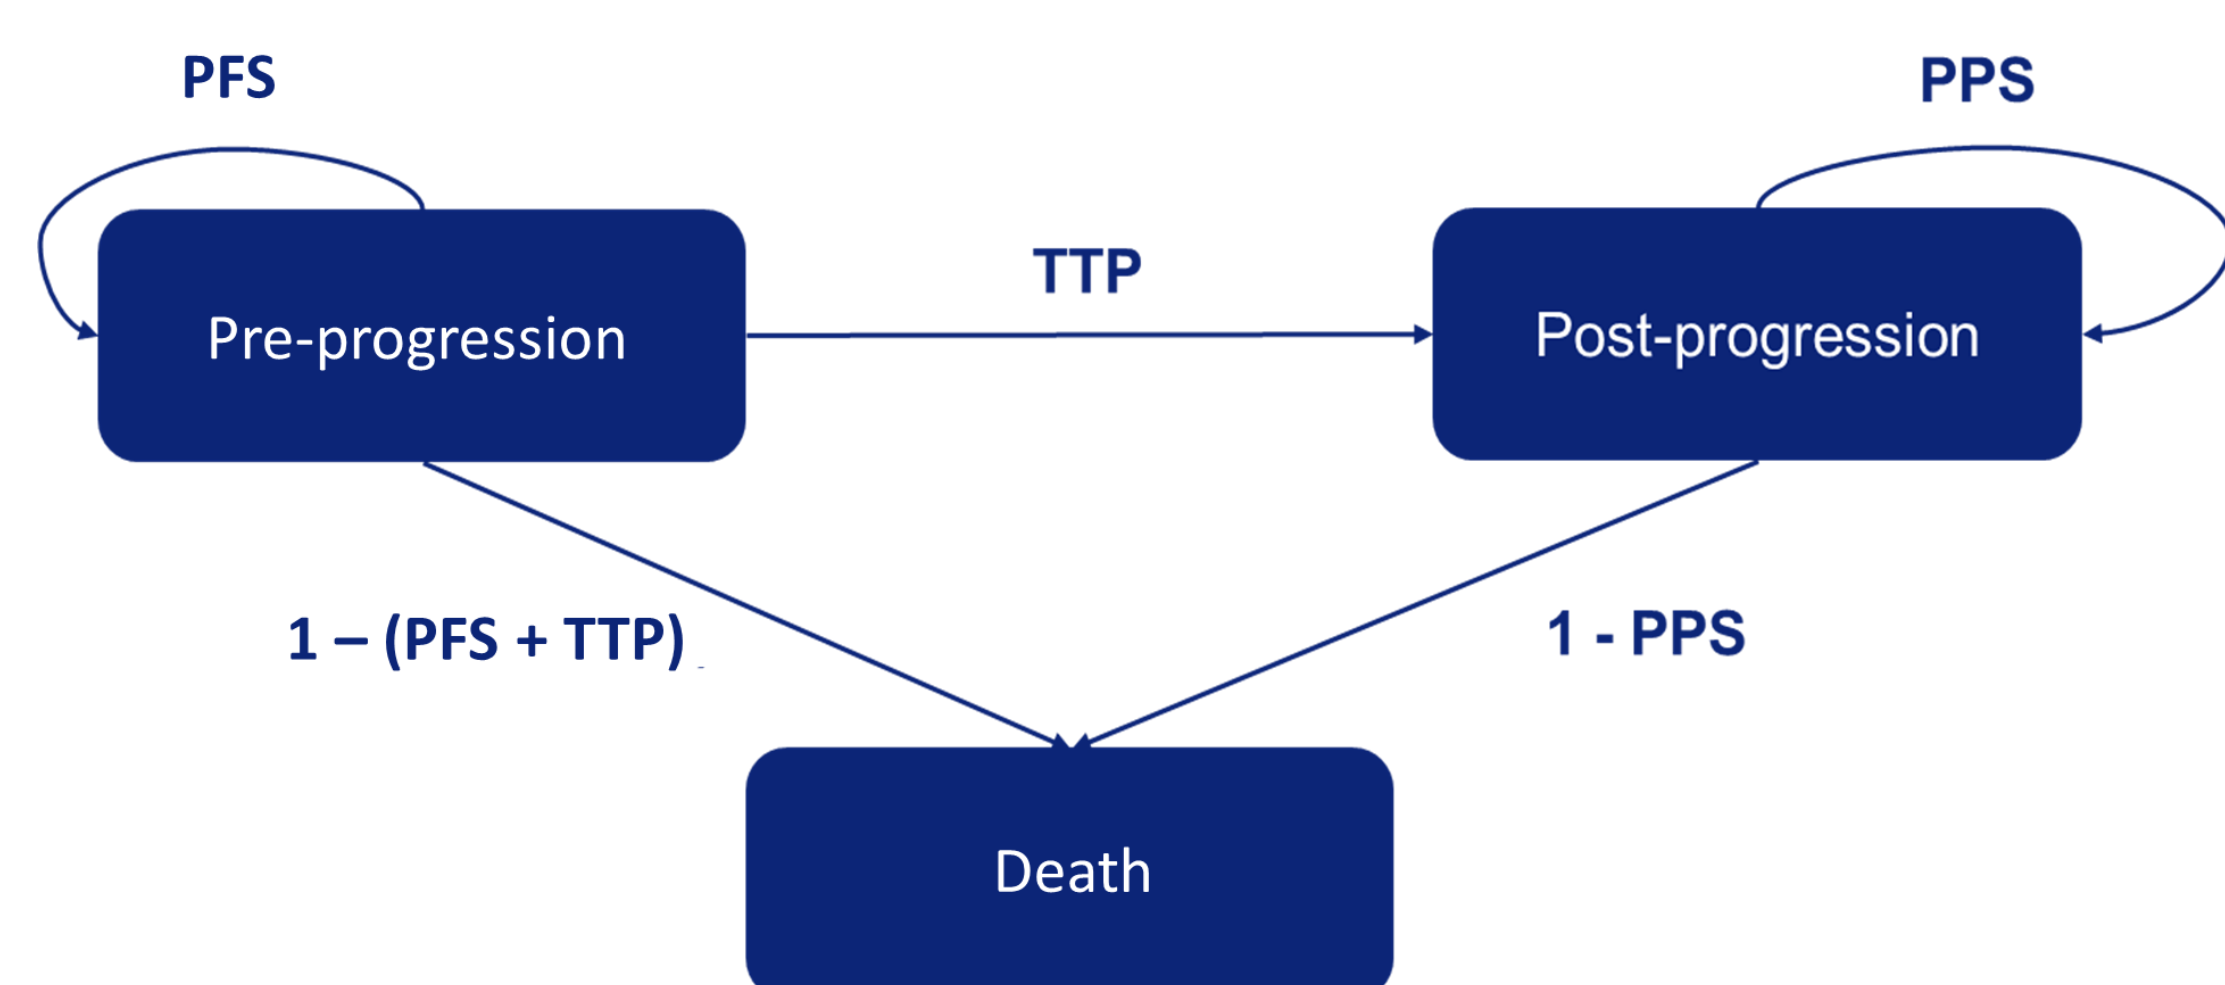 PFS
PPS
TTP
Pre-progression
Post-progression
1 – (PFS + TTP)
1 - PPS
Death